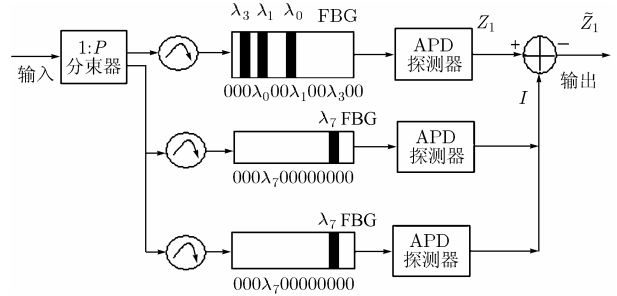 λ₃ λ₁ λ₀ FBG
Z₁
Z̃₁
1:P
分束器
APD
探测器
+
−
输入
输出
000λ₀00λ₁00λ₃00
I
λ₇ FBG
APD
探测器
000λ₇00000000
λ₇ FBG
APD
探测器
000λ₇00000000